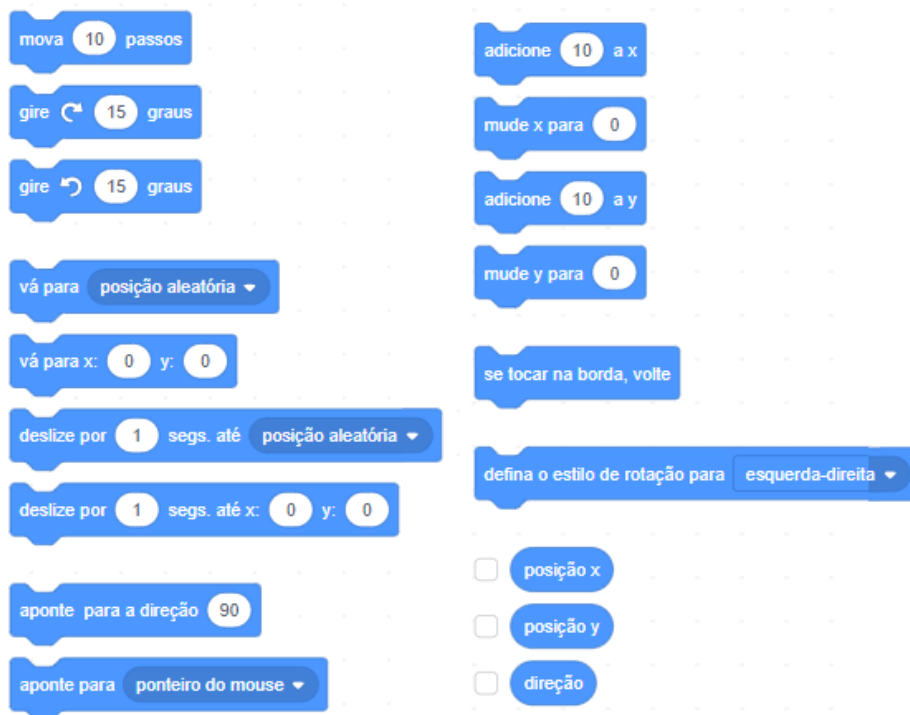 mova 10 passos
gire 15 graus
gire 15 graus
vá para posição aleatória
vá para x: 0 y: 0
deslize por 1 segs. até posição aleatória
deslize por 1 segs. até x: 0 y: 0
aponte para a direção 90
aponte para ponteiro do mouse
adicione 10 a x
mude x para 0
adicione 10 a y
mude y para 0
se tocar na borda, volte
defina o estilo de rotação para esquerda-direita
posição x
posição y
direção